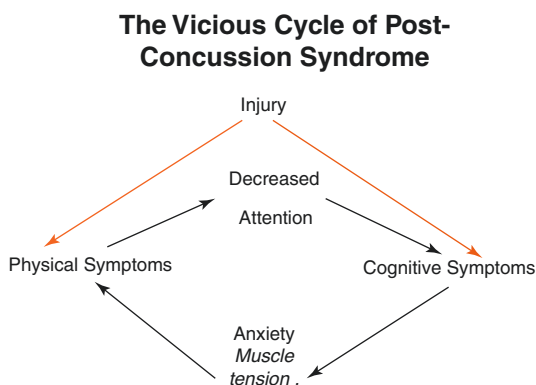 The Vicious Cycle of Post-
Concussion Syndrome
Injury
Decreased
Attention
Physical Symptoms
Cognitive Symptoms
Anxiety
Muscle
tension .